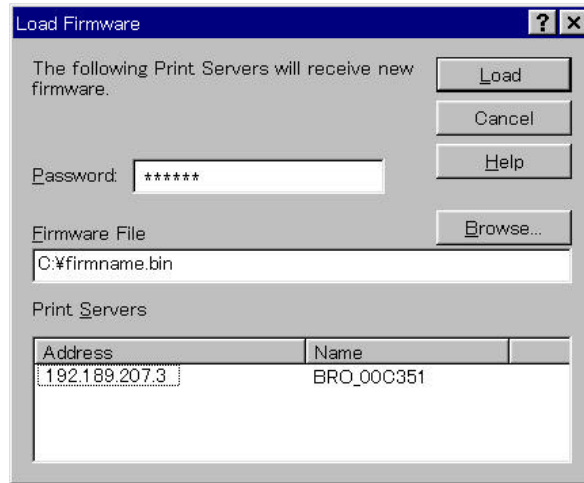 Load Firmware
? ×
The following Print Servers will receive new
firmware.
Load
Cancel
Help
Password: ******
Browse...
Firmware File
C:¥firmname.bin
Print Servers
Address Name
192.189.207.3 BRO_00C351